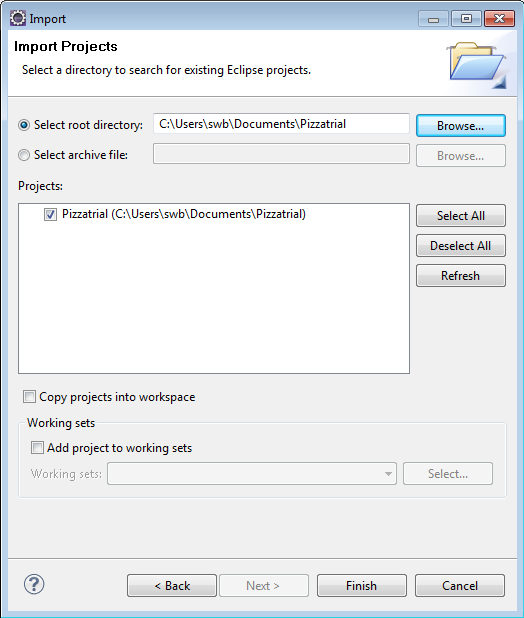 Import
Import Projects
Select a directory to search for existing Eclipse projects.
Select root directory: C:\Users\swb\Documents\Pizzatrial Browse...
Select archive file: Browse...
Projects:
Pizzatrial (C:\Users\swb\Documents\Pizzatrial)
Select All
Deselect All
Refresh
Copy projects into workspace
Working sets
Add project to working sets
Working sets: Select...
? < Back Next > Finish Cancel